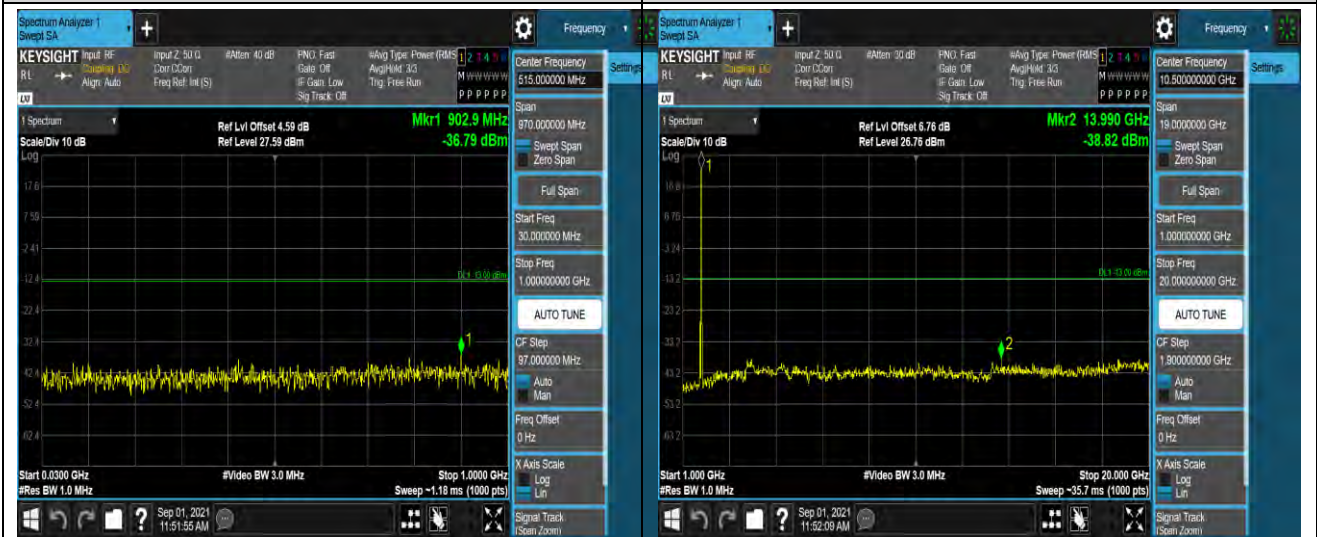 Spectrum Analyzer 1
Swept SA
+
Frequency
KEYSIGHT
Input: RF
Coupling: DC
Align: Auto
Input Z: 50 Ω
Corr CCorr
Freq Ref: Int (S)
#Atten: 40 dB
PNO: Fast
Gate: Off
IF Gain: Low
Sig Track: Off
#Avg Type: Power (RMS
Avg|Hold: 3/3
Trig: Free Run
1 2 3 4 5 6
M W W W W W
P P P P P P
RL
LXI
1 Spectrum
Scale/Div 10 dB
Log
Ref Lvl Offset 4.59 dB
Ref Level 27.59 dBm
Mkr1 902.9 MHz
-36.79 dBm
17.6
7.59
-2.41
-12.4
DL1 -13.00 dBm
-22.4
-32.4
1
-42.4
-52.4
-62.4
Start 0.0300 GHz
#Res BW 1.0 MHz
#Video BW 3.0 MHz
Stop 1.0000 GHz
Sweep ~1.18 ms (1000 pts)
Sep 01, 2021
11:51:55 AM
?
Center Frequency
515.000000 MHz
Settings
Span
970.000000 MHz
Swept Span
Zero Span
Full Span
Start Freq
30.000000 MHz
Stop Freq
1.000000000 GHz
AUTO TUNE
CF Step
97.000000 MHz
Auto
Man
Freq Offset
0 Hz
X Axis Scale
Log
Lin
Signal Track
(Span Zoom)
Spectrum Analyzer 1
Swept SA
+
Frequency
KEYSIGHT
Input: RF
Coupling: DC
Align: Auto
Input Z: 50 Ω
Corr CCorr
Freq Ref: Int (S)
#Atten: 30 dB
PNO: Fast
Gate: Off
IF Gain: Low
Sig Track: Off
#Avg Type: Power (RMS
Avg|Hold: 3/3
Trig: Free Run
1 2 3 4 5 6
M W W W W W
P P P P P P
RL
LXI
1 Spectrum
Scale/Div 10 dB
Log
Ref Lvl Offset 6.76 dB
Ref Level 26.76 dBm
Mkr2 13.990 GHz
-38.82 dBm
1
16.8
6.76
-3.24
-13.2
DL1 -13.00 dBm
-23.2
-33.2
2
-43.2
-53.2
-63.2
Start 1.000 GHz
#Res BW 1.0 MHz
#Video BW 3.0 MHz
Stop 20.000 GHz
Sweep ~35.7 ms (1000 pts)
Sep 01, 2021
11:52:09 AM
?
Center Frequency
10.500000000 GHz
Settings
Span
19.0000000 GHz
Swept Span
Zero Span
Full Span
Start Freq
1.000000000 GHz
Stop Freq
20.000000000 GHz
AUTO TUNE
CF Step
1.900000000 GHz
Auto
Man
Freq Offset
0 Hz
X Axis Scale
Log
Lin
Signal Track
(Span Zoom)